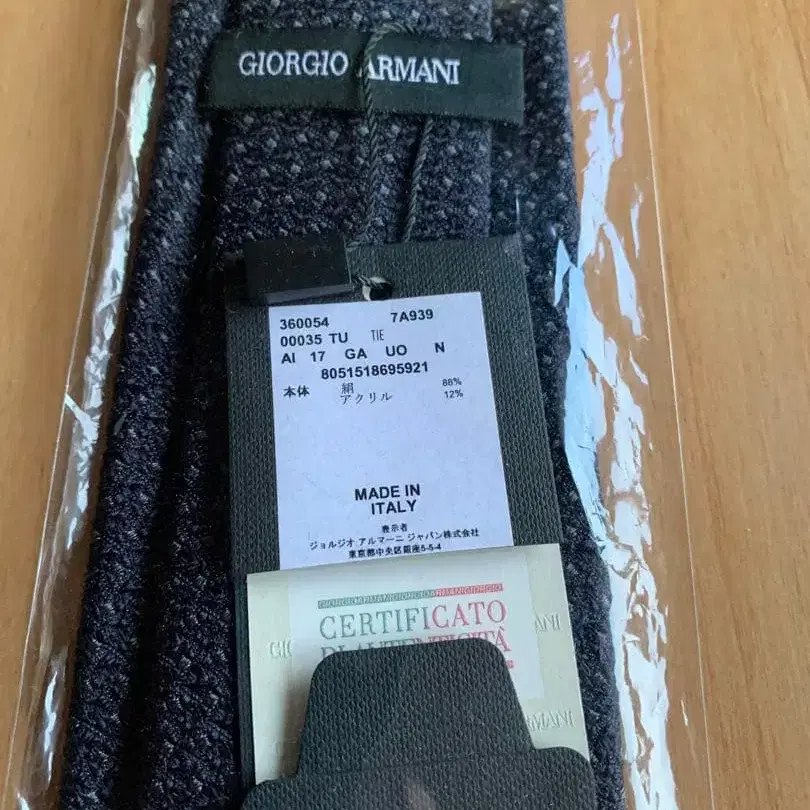 GIORGIO ARMANI
360054 7A939
00035 TU TIE
AI 17 GA UO N
8051518695921
本体 絹 88%
アクリル 12%
MADE IN
ITALY
表示者
ジョルジオ アルマーニ ジャパン株式会社
東京都中央区銀座5-5-4
CERTIFICATO
DI AUTENTICITÀ